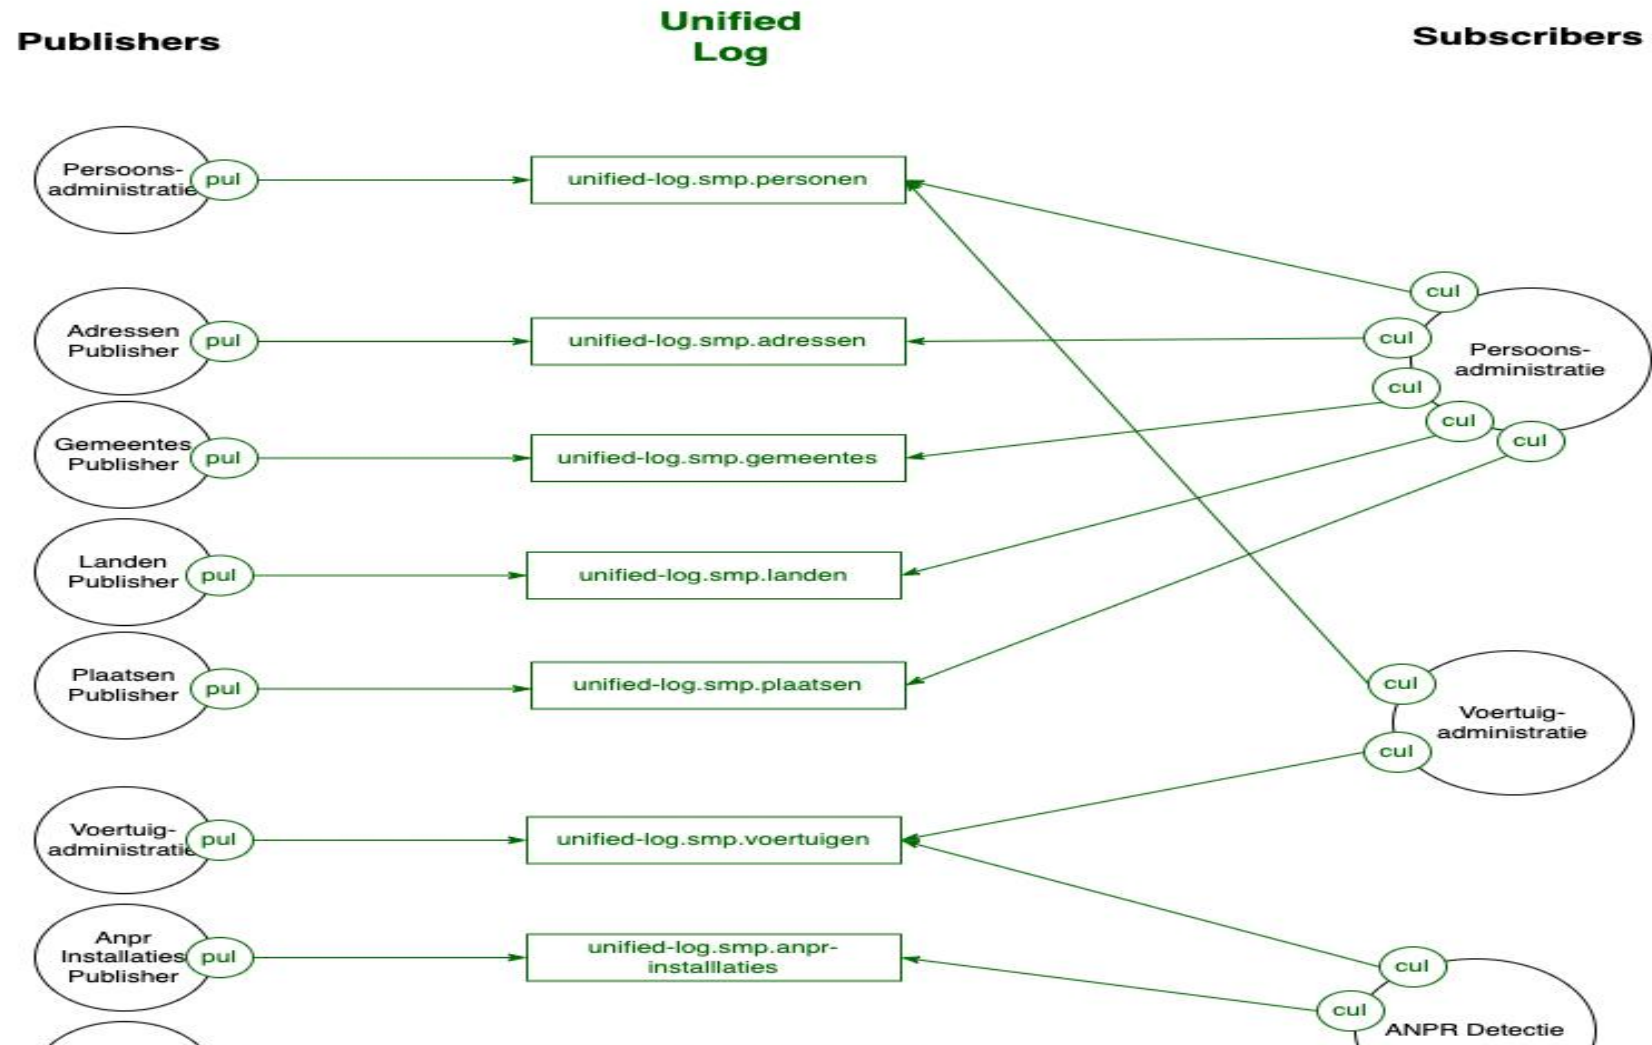 Publishers
Unified
Log
Subscribers
Persoons-
administratie
pul
unified-log.smp.personen
cul
Adressen
Publisher
pul
unified-log.smp.adressen
cul
Persoons-
administratie
cul
cul
cul
Gemeentes
Publisher
pul
unified-log.smp.gemeentes
Landen
Publisher
pul
unified-log.smp.landen
Plaatsen
Publisher
pul
unified-log.smp.plaatsen
cul
Voertuig-
administratie
cul
Voertuig-
administratie
pul
unified-log.smp.voertuigen
Anpr
Installaties
Publisher
pul
unified-log.smp.anpr-
installlaties
cul
cul
ANPR Detectie